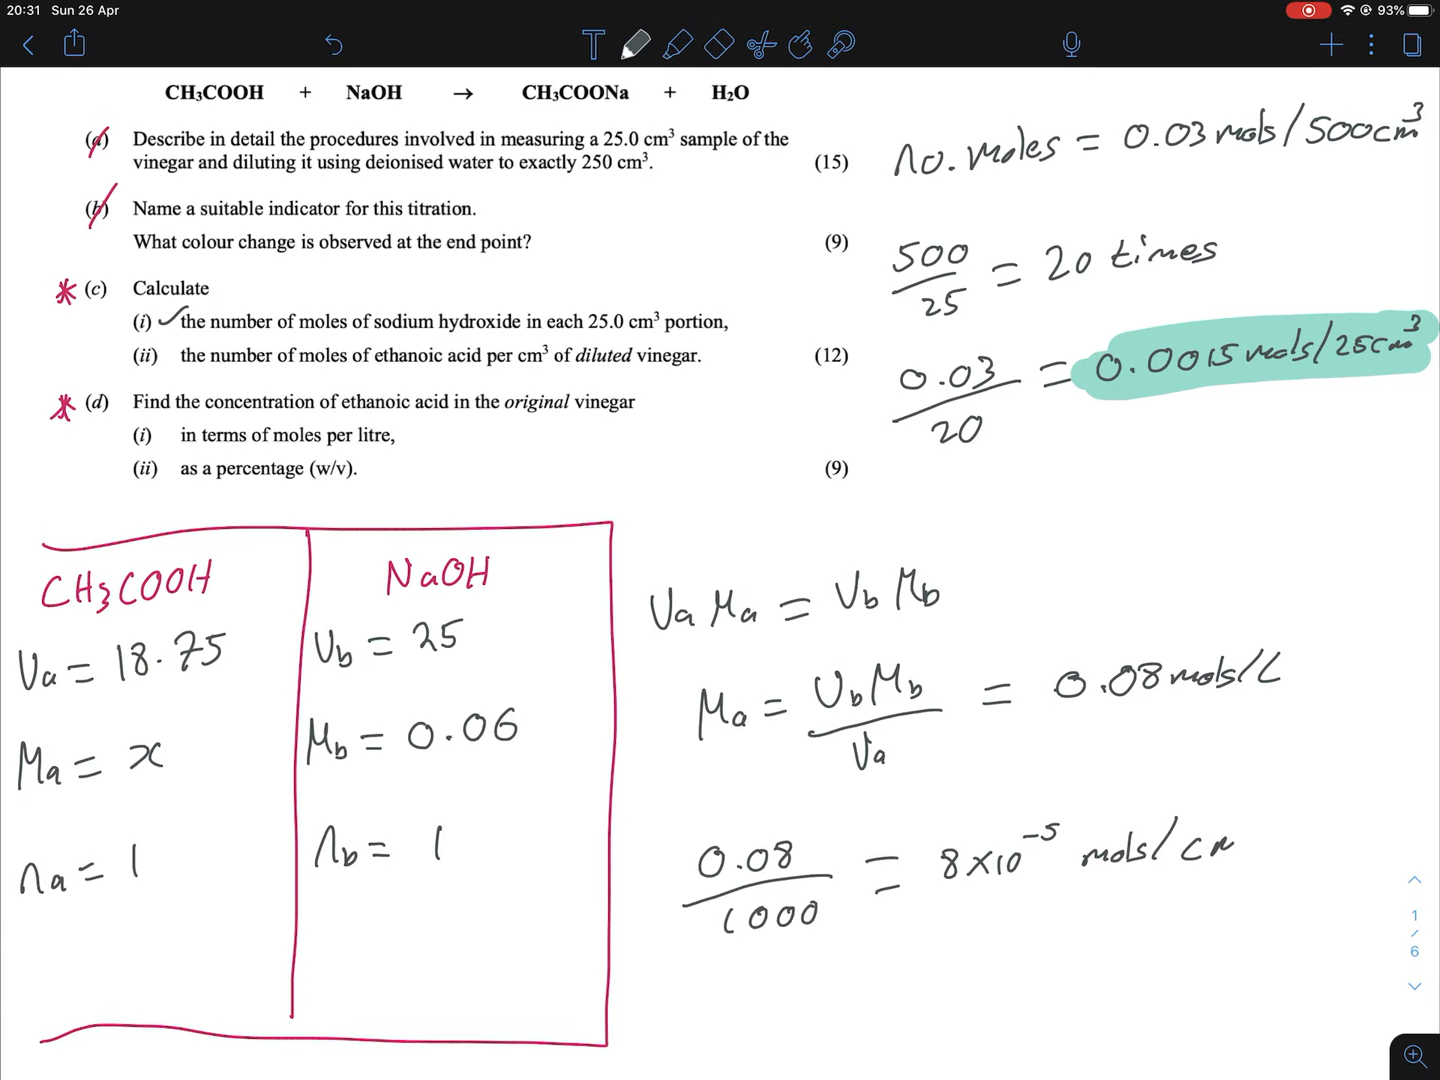 20:31 Sun 26 Apr
93%
CH₃COOH + NaOH → CH₃COONa + H₂O
(a) Describe in detail the procedures involved in measuring a 25.0 cm³ sample of the
vinegar and diluting it using deionised water to exactly 250 cm³. (15)
(b) Name a suitable indicator for this titration.
What colour change is observed at the end point? (9)
* (c) Calculate
(i) the number of moles of sodium hydroxide in each 25.0 cm³ portion,
(ii) the number of moles of ethanoic acid per cm³ of diluted vinegar. (12)
* (d) Find the concentration of ethanoic acid in the original vinegar
(i) in terms of moles per litre,
(ii) as a percentage (w/v). (9)
no. moles = 0.03 mols/500cm³
500/25 = 20 times
0.03/20 = 0.0015 mols/25cm³
CH3COOH
Va = 18.75
Ma = x
na = 1
NaOH
Vb = 25
Mb = 0.06
nb = 1
Va Ma = Vb Mb
Ma = Vb Mb/Va = 0.08 mols/L
0.08/1000 = 8×10⁻⁵ mols/cm
1
/
6